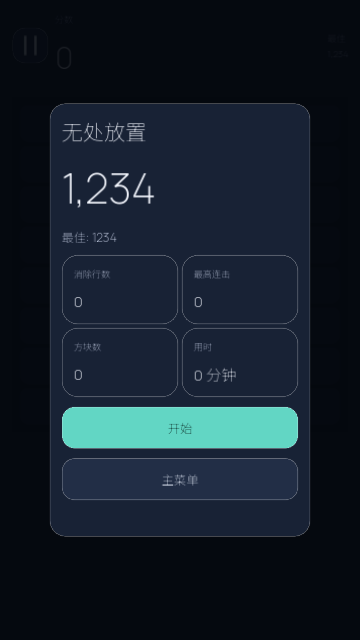 0
无处放置
1,234
最佳: 1234
消除行数
最高连击
0
0
方块数
用时
0
0 分钟
开始
主菜单